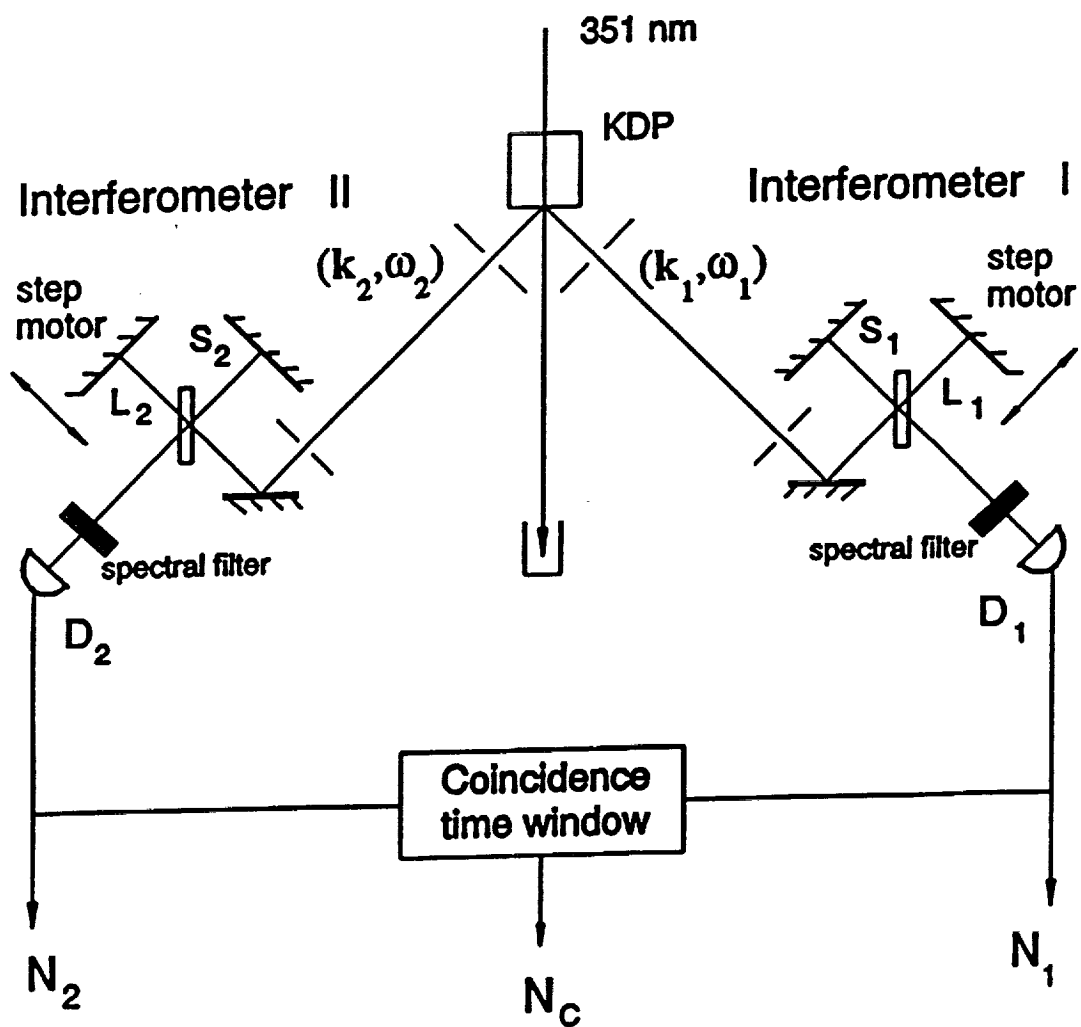 351 nm
KDP
Interferometer II
Interferometer I
(k₂,ω₂)
(k₁,ω₁)
step
motor
step
motor
S₂
S₁
L₂
L₁
spectral filter
spectral filter
D₂
D₁
Coincidence
time window
N₂
N_C
N₁